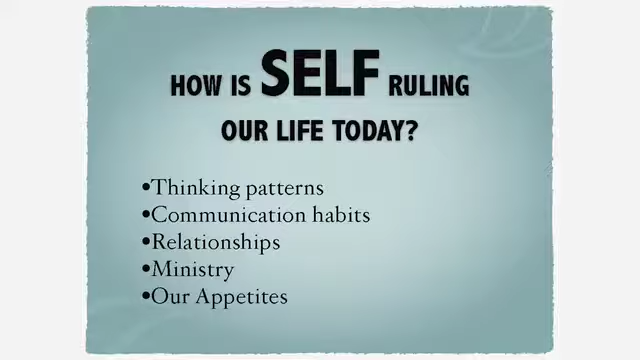 HOW IS SELF RULING
OUR LIFE TODAY?
•Thinking patterns
•Communication habits
•Relationships
•Ministry
•Our Appetites